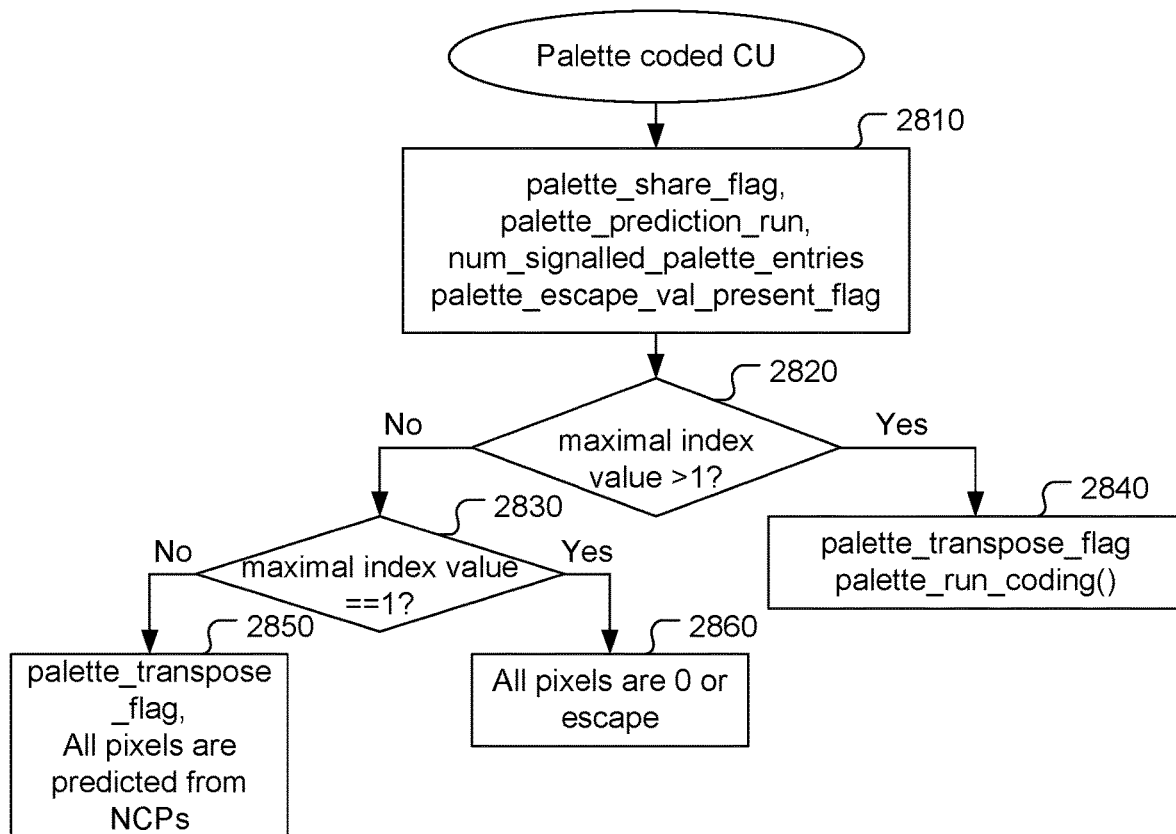 Palette coded CU
2810
palette_share_flag,
palette_prediction_run,
num_signalled_palette_entries
palette_escape_val_present_flag
2820
No
Yes
maximal index
value >1?
2830
2840
No
Yes
maximal index value
==1?
palette_transpose_flag
palette_run_coding()
2850
2860
palette_transpose
_flag,
All pixels are
predicted from
NCPs
All pixels are 0 or
escape